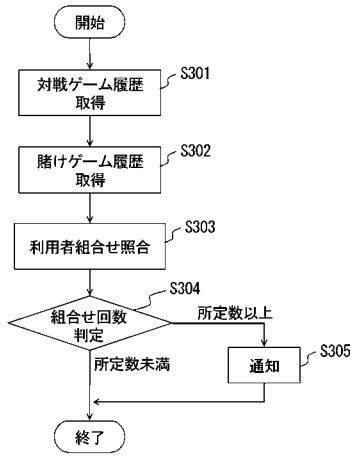 開始
対戦ゲーム履歴
取得
S301
賭けゲーム履歴
取得
S302
利用者組合せ照合
S303
組合せ回数
判定
S304
所定数以上
所定数未満
通知
S305
終了